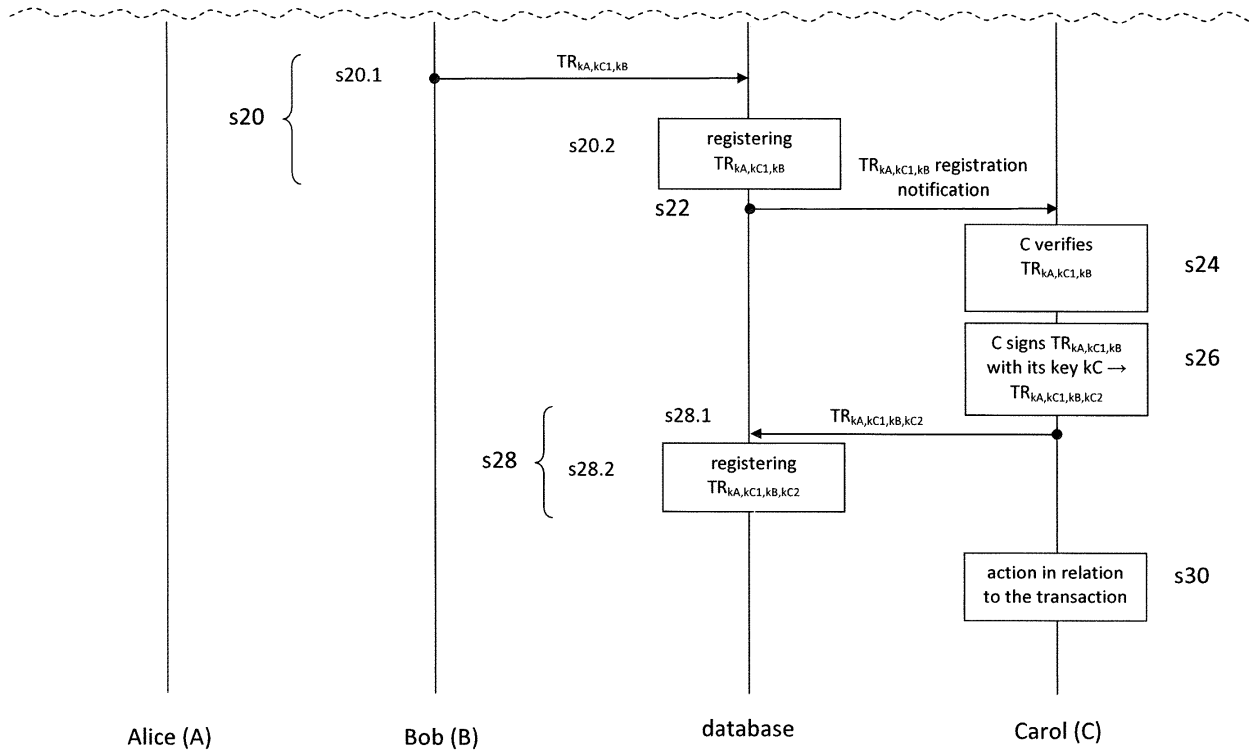 s20
s20.1
TRkA,kC1,kB
s20.2
registering
TRkA,kC1,kB
TRkA,kC1,kB registration
notification
s22
C verifies
TRkA,kC1,kB
s24
C signs TRkA,kC1,kB
with its key kC →
TRkA,kC1,kB,kC2
s26
s28
s28.1
TRkA,kC1,kB,kC2
s28.2
registering
TRkA,kC1,kB,kC2
action in relation
to the transaction
s30
Alice (A)
Bob (B)
database
Carol (C)